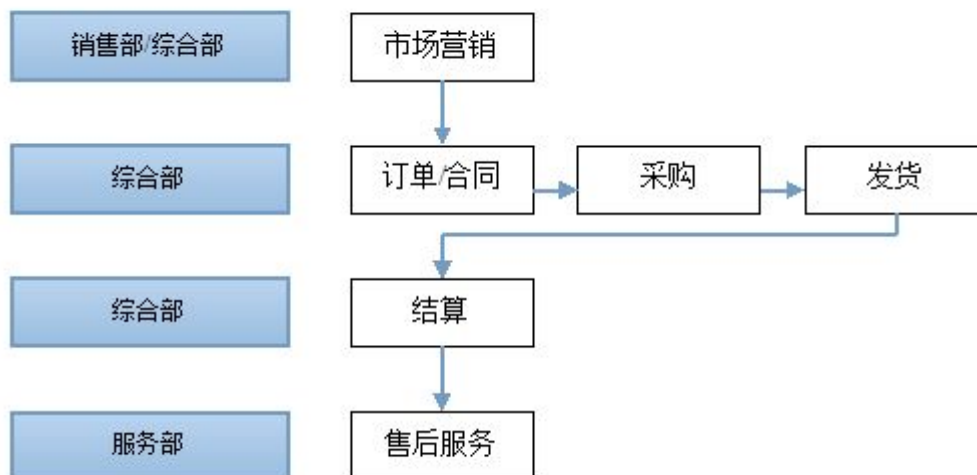 销售部/综合部
市场营销
综合部
订单/合同
采购
发货
综合部
结算
服务部
售后服务